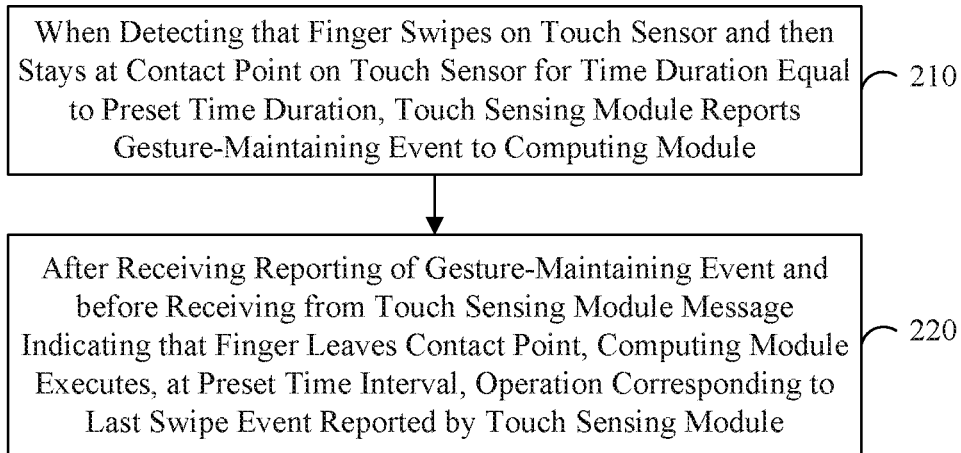 When Detecting that Finger Swipes on Touch Sensor and then
Stays at Contact Point on Touch Sensor for Time Duration Equal
to Preset Time Duration, Touch Sensing Module Reports
Gesture-Maintaining Event to Computing Module
210
After Receiving Reporting of Gesture-Maintaining Event and
before Receiving from Touch Sensing Module Message
Indicating that Finger Leaves Contact Point, Computing Module
Executes, at Preset Time Interval, Operation Corresponding to
Last Swipe Event Reported by Touch Sensing Module
220